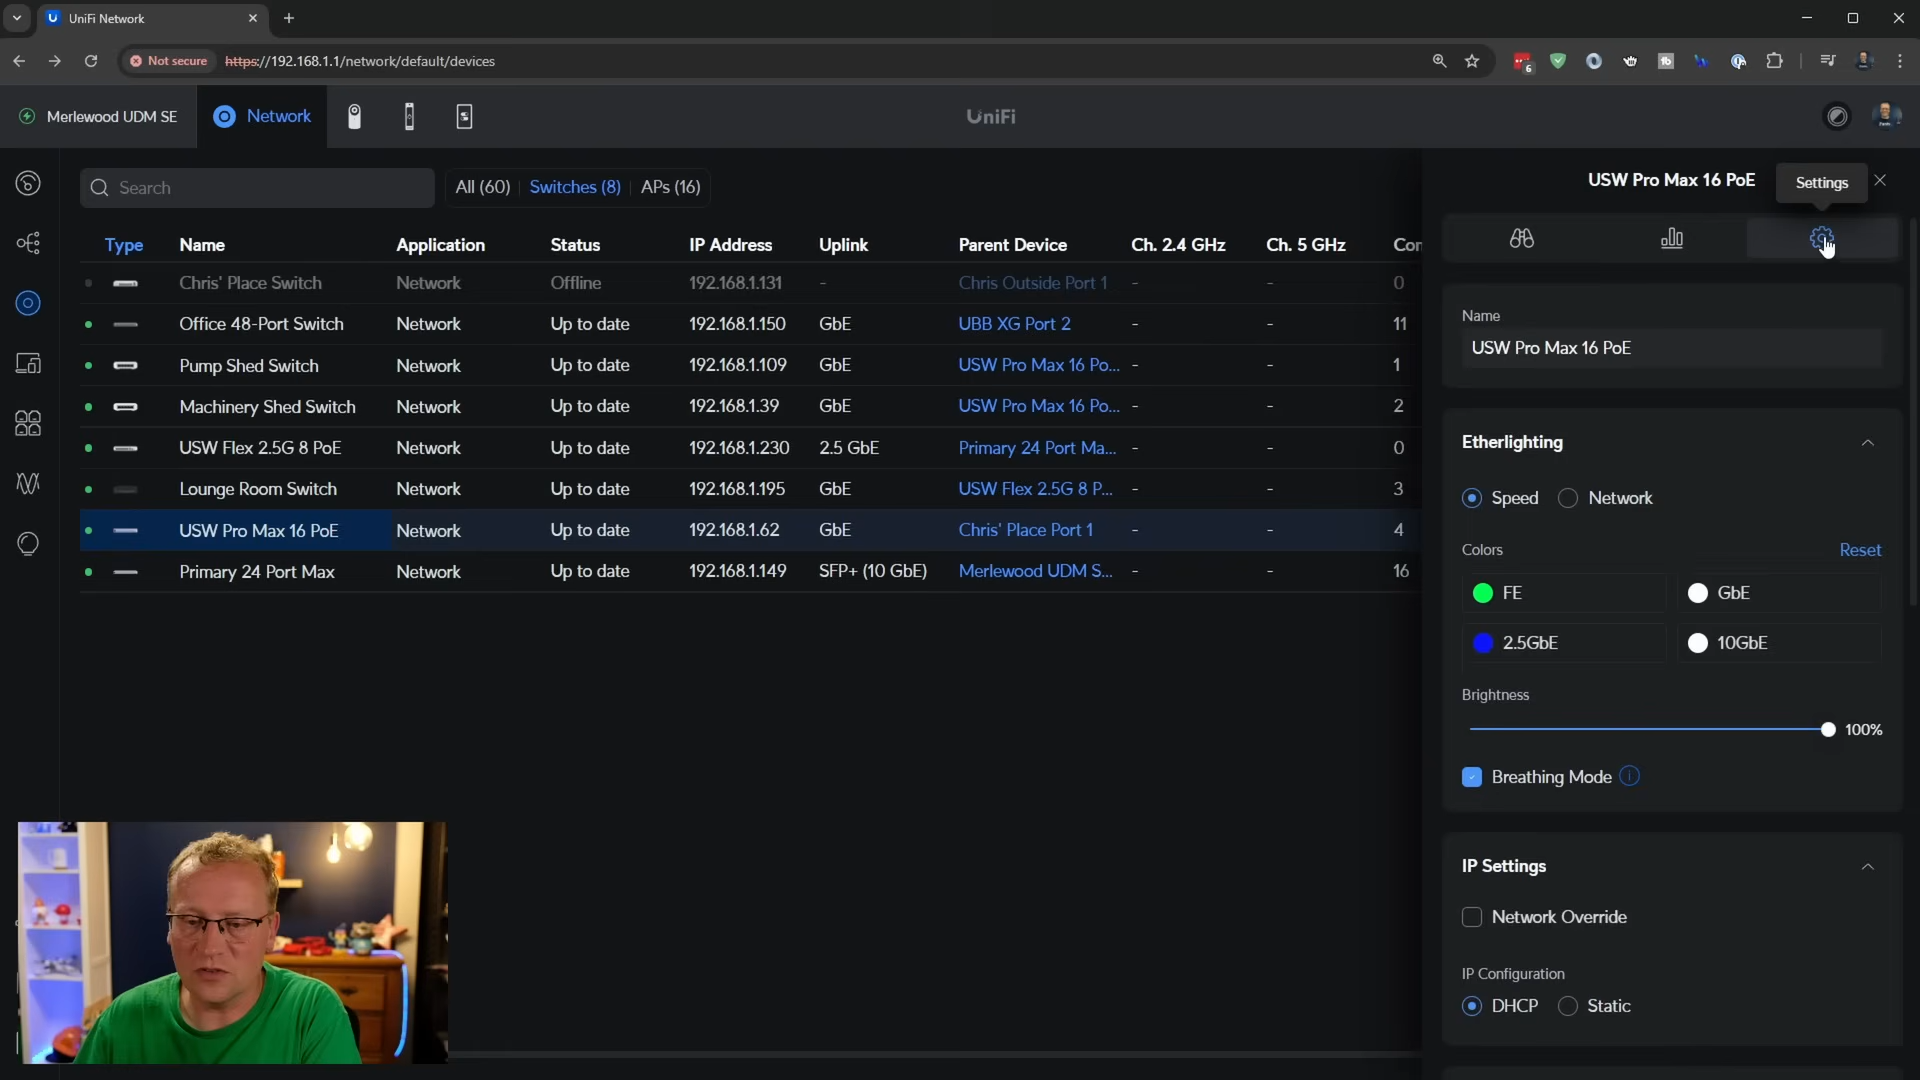 UniFi Network
Not secure https://192.168.1.1/network/default/devices
6
Merlewood UDM SE Network UniFi
Search All (60) Switches (8) APs (16)
Type Name Application Status IP Address Uplink Parent Device Ch. 2.4 GHz Ch. 5 GHz Con
Chris' Place Switch Network Offline 192.168.1.131 - Chris Outside Port 1 - - 0
Office 48-Port Switch Network Up to date 192.168.1.150 GbE UBB XG Port 2 - - 11
Pump Shed Switch Network Up to date 192.168.1.109 GbE USW Pro Max 16 Po... - - 1
Machinery Shed Switch Network Up to date 192.168.1.39 GbE USW Pro Max 16 Po... - - 2
USW Flex 2.5G 8 PoE Network Up to date 192.168.1.230 2.5 GbE Primary 24 Port Ma... - - 0
Lounge Room Switch Network Up to date 192.168.1.195 GbE USW Flex 2.5G 8 P... - - 3
USW Pro Max 16 PoE Network Up to date 192.168.1.62 GbE Chris' Place Port 1 - - 4
Primary 24 Port Max Network Up to date 192.168.1.149 SFP+ (10 GbE) Merlewood UDM S... - - 16
USW Pro Max 16 PoE
Settings
Name
USW Pro Max 16 PoE
Etherlighting
Speed Network
Colors Reset
FE GbE
2.5GbE 10GbE
Brightness
100%
Breathing Mode
IP Settings
Network Override
IP Configuration
DHCP Static